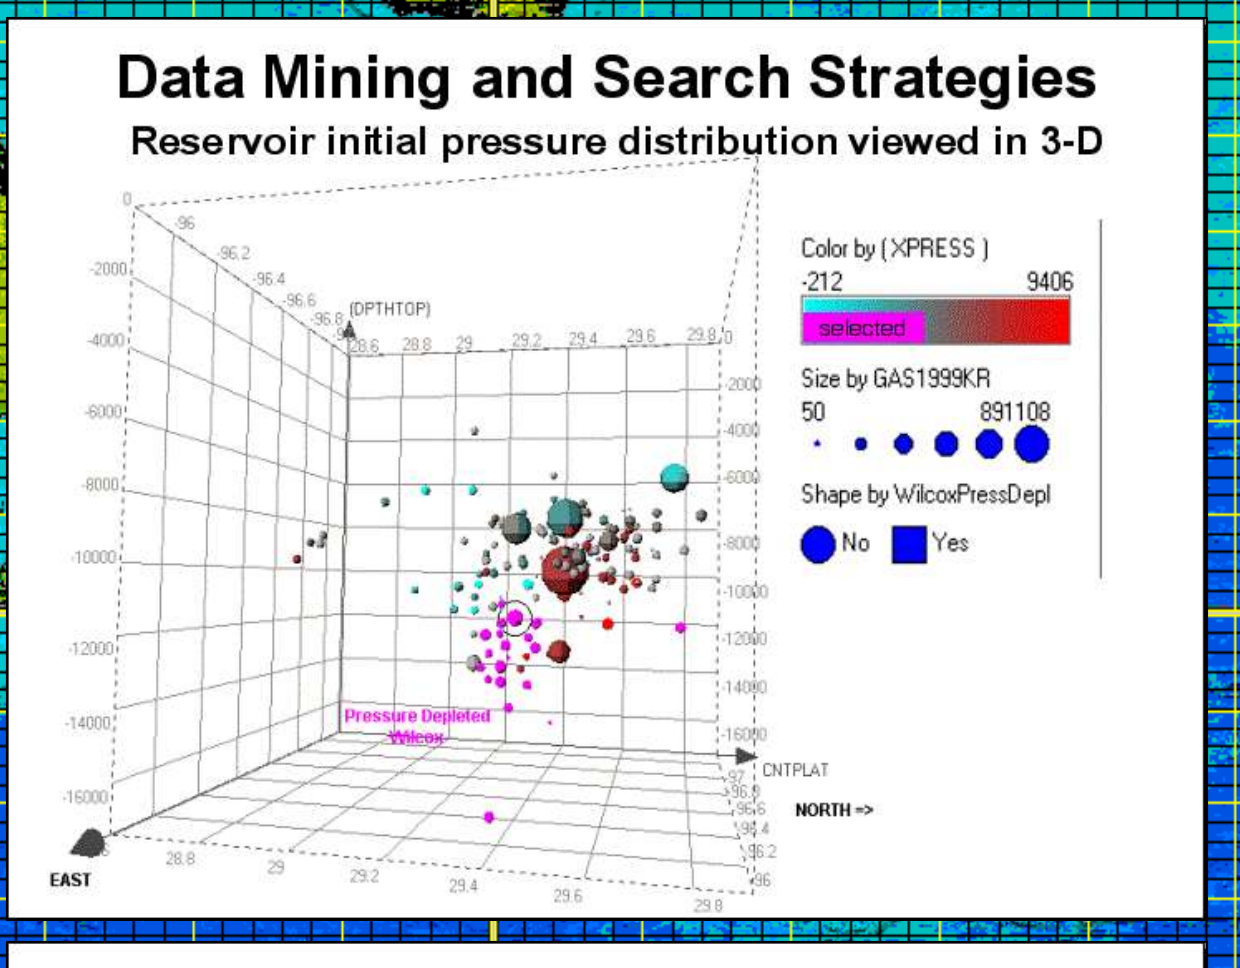 Data Mining and Search Strategies
Reservoir initial pressure distribution viewed in 3-D
0
-2000
-4000
-6000
-8000
-10000
-12000
-14000
-16000
-96
-96.2
-96.4
-96.6
-96.8
(DPTHTOP)
28.6 28.8 29 29.2 29.4 29.6 29.8
0
-2000
-4000
-6000
-8000
-10000
-12000
-14000
-16000
Pressure Depleted
Wilcox
CNTPLAT
NORTH =>
-97
-96.8
-96.6
-96.4
-96.2
-96
28.8 29 29.2 29.4 29.6 29.8
EAST
Color by ( XPRESS )
-212 9406
selected
Size by GAS1999KR
50 891108
Shape by WilcoxPressDepl
No Yes